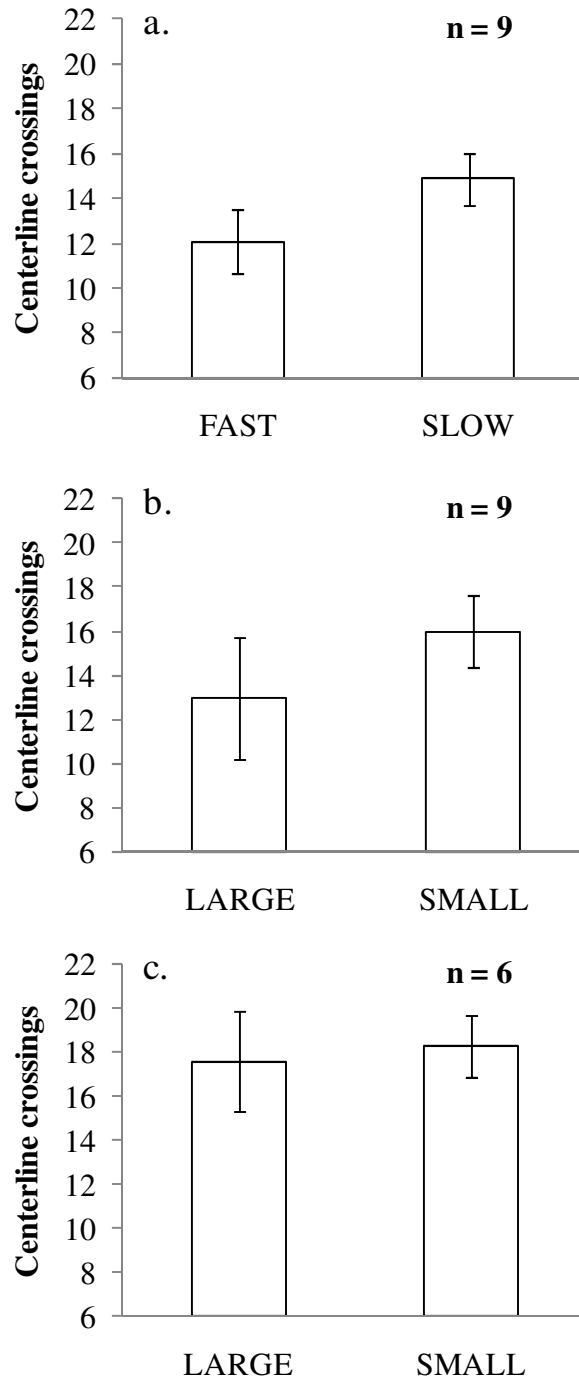 a.
n = 9
Centerline crossings
22
20
18
16
14
12
10
8
6
FAST
SLOW
b.
n = 9
Centerline crossings
22
20
18
16
14
12
10
8
6
LARGE
SMALL
c.
n = 6
Centerline crossings
22
20
18
16
14
12
10
8
6
LARGE
SMALL